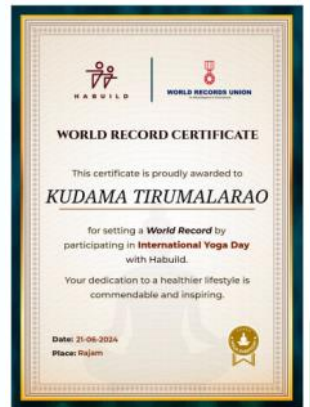 HABUILD
WORLD RECORDS UNION
WORLD RECORD CERTIFICATE
This certificate is proudly awarded to
KUDAMA TIRUMALARAO
for setting a World Record by
participating in International Yoga Day
with Habuild.
Your dedication to a healthier lifestyle is
commendable and inspiring.
Date: 21-06-2024
Place: Rajam